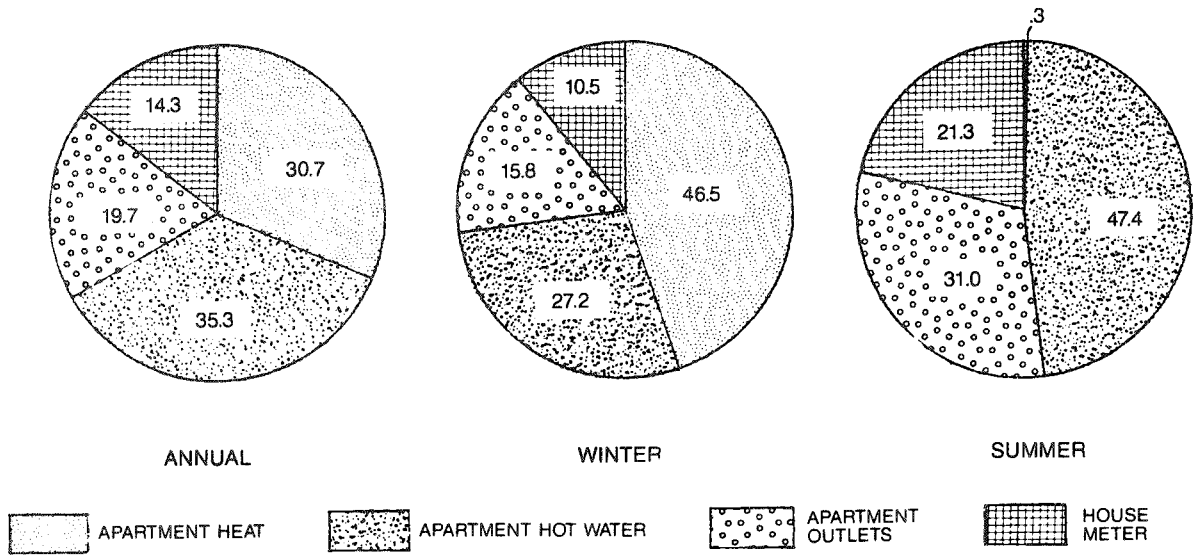 .3
14.3
30.7
19.7
35.3
10.5
15.8
46.5
27.2
21.3
47.4
31.0
ANNUAL
WINTER
SUMMER
APARTMENT HEAT
APARTMENT HOT WATER
APARTMENT
OUTLETS
HOUSE
METER